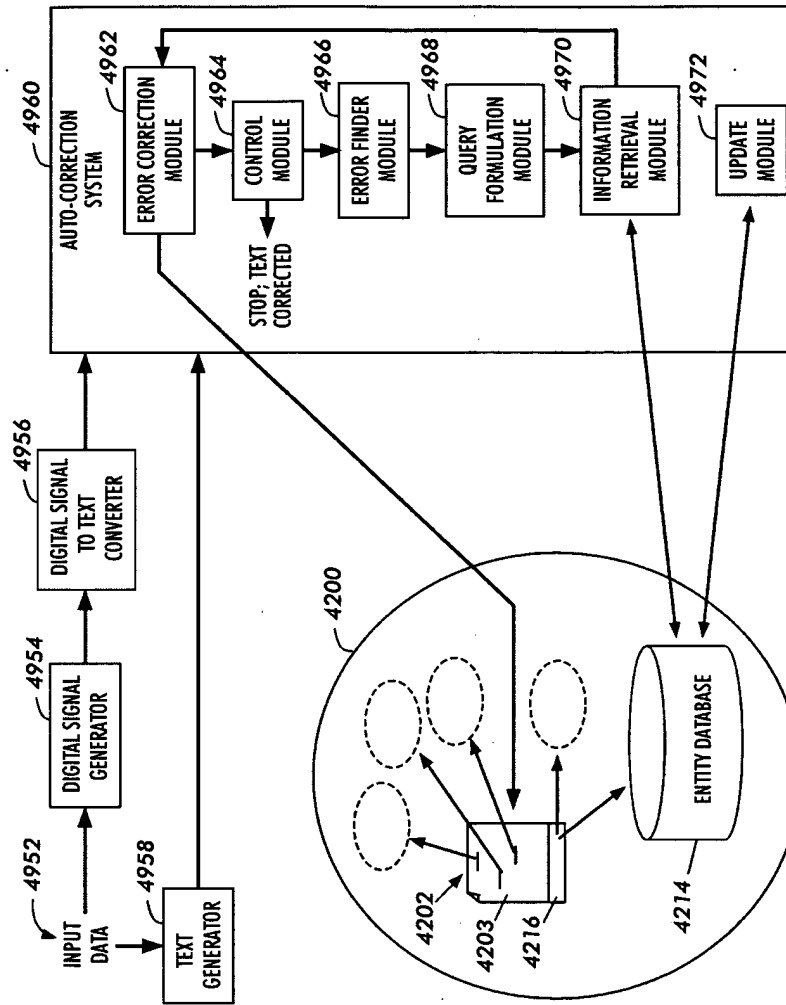 4952
INPUT
DATA
4954
DIGITAL SIGNAL
GENERATOR
4956
DIGITAL SIGNAL
TO TEXT
CONVERTER
4958
TEXT
GENERATOR
4960
AUTO-CORRECTION
SYSTEM
4962
ERROR CORRECTION
MODULE
4964
CONTROL
MODULE
STOP; TEXT
CORRECTED
4966
ERROR FINDER
MODULE
4968
QUERY
FORMULATION
MODULE
4970
INFORMATION
RETRIEVAL
MODULE
4972
UPDATE
MODULE
4200
4202
4203
4216
ENTITY DATABASE
4214